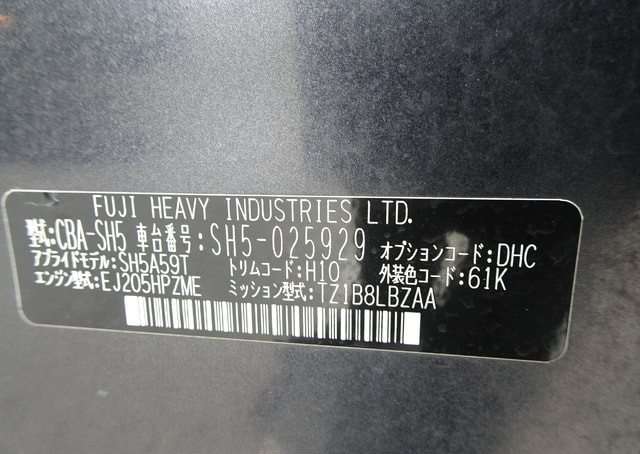 FUJI HEAVY INDUSTRIES LTD.
型式:CBA-SH5 車台番号:SH5-025929 オプションコード:DHC
アプライドモデル:SH5A59T トリムコード:H10 外装色コード:61K
エンジン型式:EJ205HPZME ミッション型式:TZ1B8LBZAA